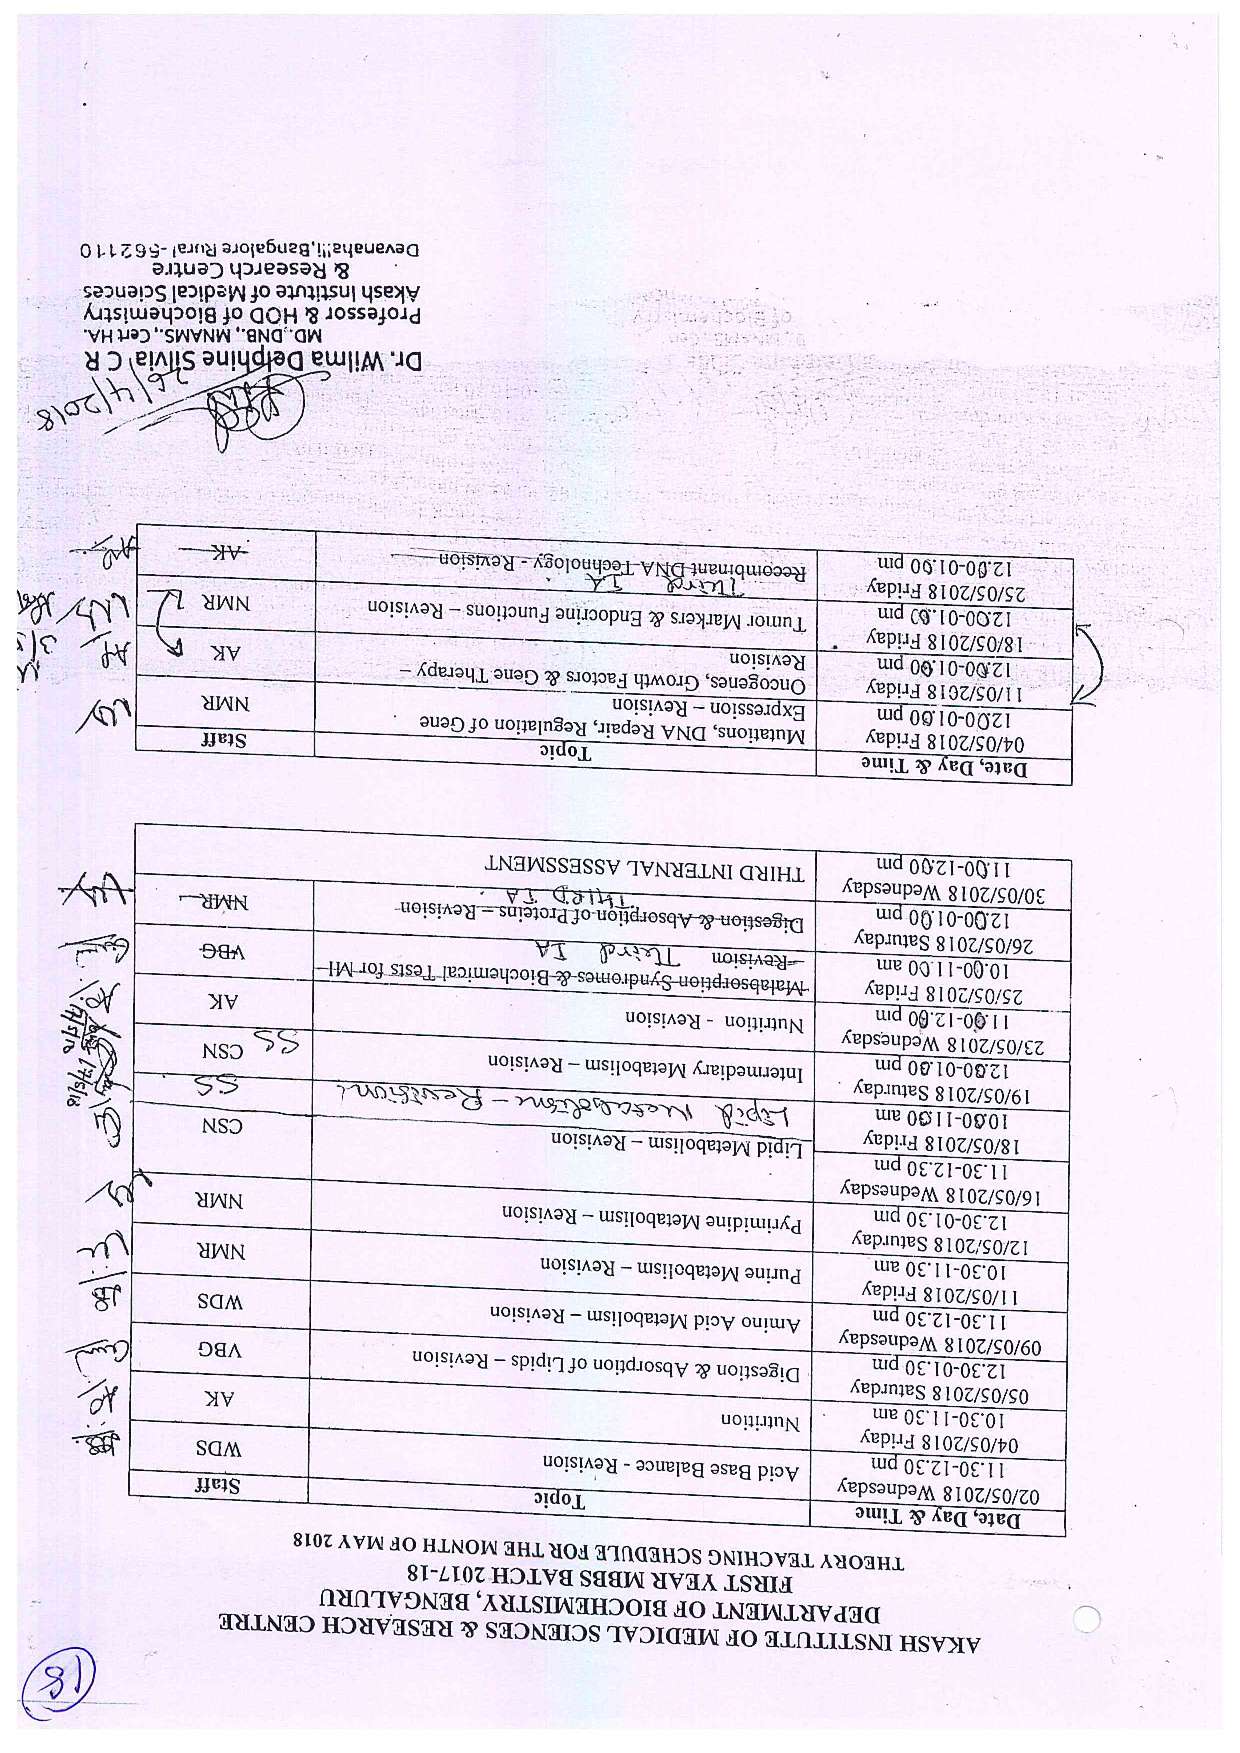 18
AKASH INSTITUTE OF MEDICAL SCIENCES & RESEARCH CENTRE
DEPARTMENT OF BIOCHEMISTRY, BENGALURU
FIRST YEAR MBBS BATCH 2017-18
THEORY TEACHING SCHEDULE FOR THE MONTH OF MAY 2018
Date, Day & Time Topic Staff
02/05/2018 Wednesday
11.30-12.30 pm Acid Base Balance - Revision WDS
04/05/2018 Friday
10.30-11.30 am Nutrition AK
05/05/2018 Saturday
12.30-01.30 pm Digestion & Absorption of Lipids – Revision VBG
09/05/2018 Wednesday
11.30-12.30 pm Amino Acid Metabolism – Revision WDS
11/05/2018 Friday
10.30-11.30 am Purine Metabolism – Revision NMR
12/05/2018 Saturday
12.30-01.30 pm Pyrimidine Metabolism – Revision NMR
16/05/2018 Wednesday
11.30-12.30 pm Lipid Metabolism – Revision CSN
18/05/2018 Friday
10.00-11.00 am Lipid Metabolism – Revision SS
19/05/2018 Saturday
12.00-01.00 pm Intermediary Metabolism – Revision CSN SS
23/05/2018 Wednesday
11.00-12.00 pm Nutrition - Revision AK
25/05/2018 Friday
10.00-11.00 am
Malabsorption Syndromes & Biochemical Tests for MI
– Revision Third IA VBG
26/05/2018 Saturday
12.00-01.00 pm
Digestion & Absorption of Proteins – Revision NMR
THIRD IA.
30/05/2018 Wednesday
11.00-12.00 pm THIRD INTERNAL ASSESSMENT
Date, Day & Time Topic Staff
04/05/2018 Friday
12.00-01.00 pm
Mutations, DNA Repair, Regulation of Gene
Expression – Revision NMR
11/05/2018 Friday
12.00-01.00 pm
Oncogenes, Growth Factors & Gene Therapy –
Revision AK
18/05/2018 Friday
12.00-01.00 pm Tumor Markers & Endocrine Functions – Revision NMR
25/05/2018 Friday
12.00-01.00 pm
Third IA
Recombinant DNA Technology - Revision AK
26/4/2018
Dr. Wilma Delphine Silvia C R
MD., DNB., MNAMS., Cert HA.
Professor & HOD of Biochemistry
Akash Institute of Medical Sciences
& Research Centre
Devanahalli, Bangalore Rural -562110